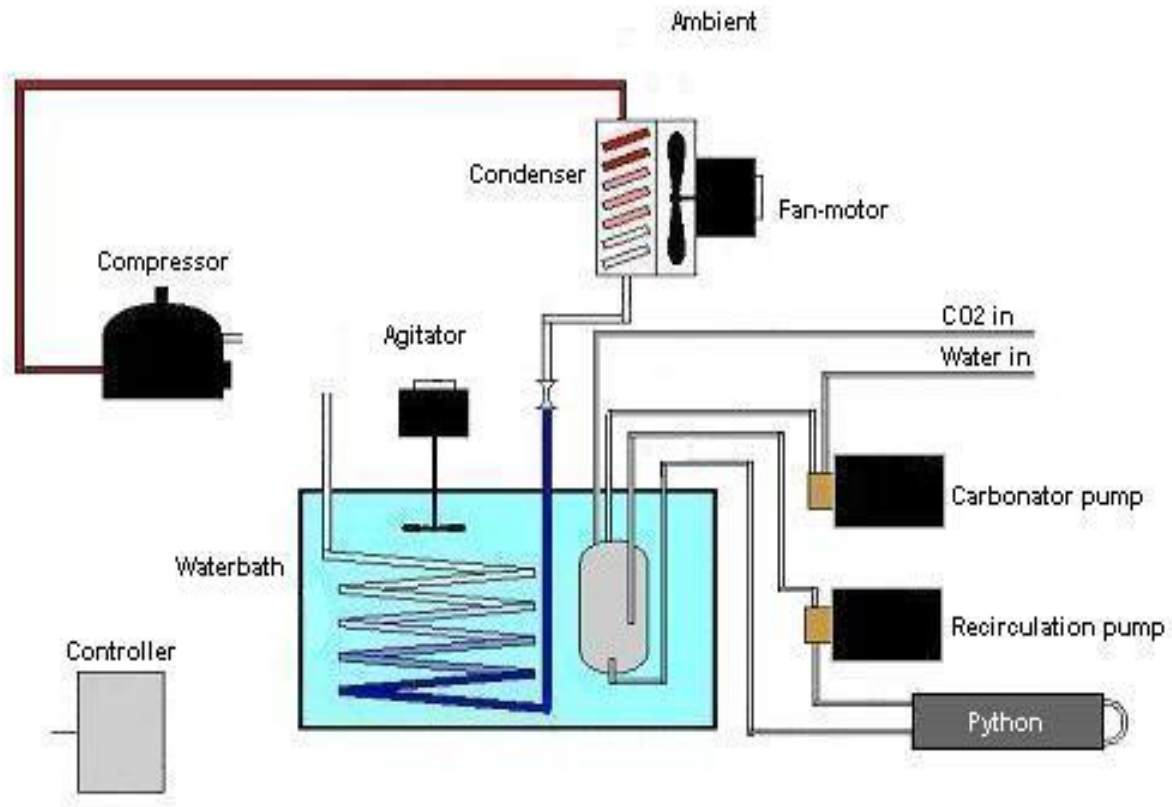 Ambient
Condenser
Fan-motor
Compressor
CO2 in
Agitator
Water in
Carbonator pump
Waterbath
Recirculation pump
Controller
Python